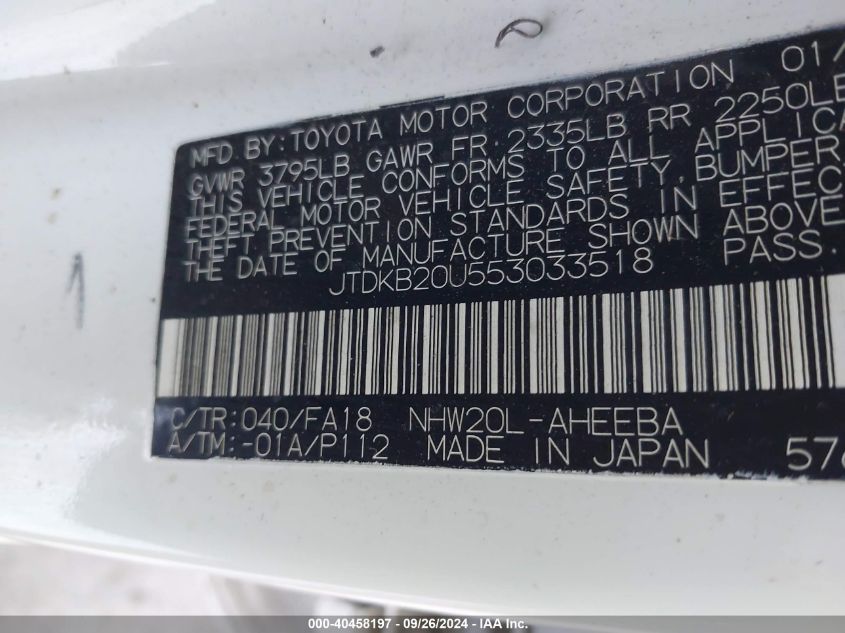 MFD. BY: TOYOTA MOTOR CORPORATION 01/
GVWR 3795LB GAWR FR 2335LB RR 2250LB
THIS VEHICLE CONFORMS TO ALL APPLICA
FEDERAL MOTOR VEHICLE SAFETY, BUMPER,
THEFT PREVENTION STANDARDS IN EFFEC
THE DATE OF MANUFACTURE SHOWN ABOVE
JTDKB20U553033518 PASS.
C/TR: 040/FA18 NHW20L-AHEEBA
A/TM: -01A/P112 MADE IN JAPAN 576
1
000-40458197 - 09/26/2024 - IAA Inc.